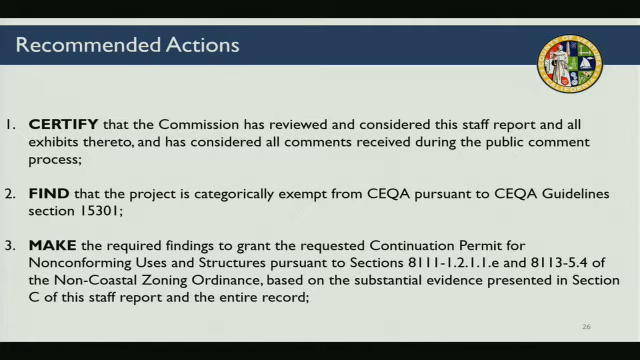 Recommended Actions
1. CERTIFY that the Commission has reviewed and considered this staff report and all
exhibits thereto, and has considered all comments received during the public comment
process;
2. FIND that the project is categorically exempt from CEQA pursuant to CEQA Guidelines
section 15301;
3. MAKE the required findings to grant the requested Continuation Permit for
Nonconforming Uses and Structures pursuant to Sections 8111-1.2.1.1.e and 8113-5.4 of
the Non-Coastal Zoning Ordinance, based on the substantial evidence presented in Section
C of this staff report and the entire record;
26